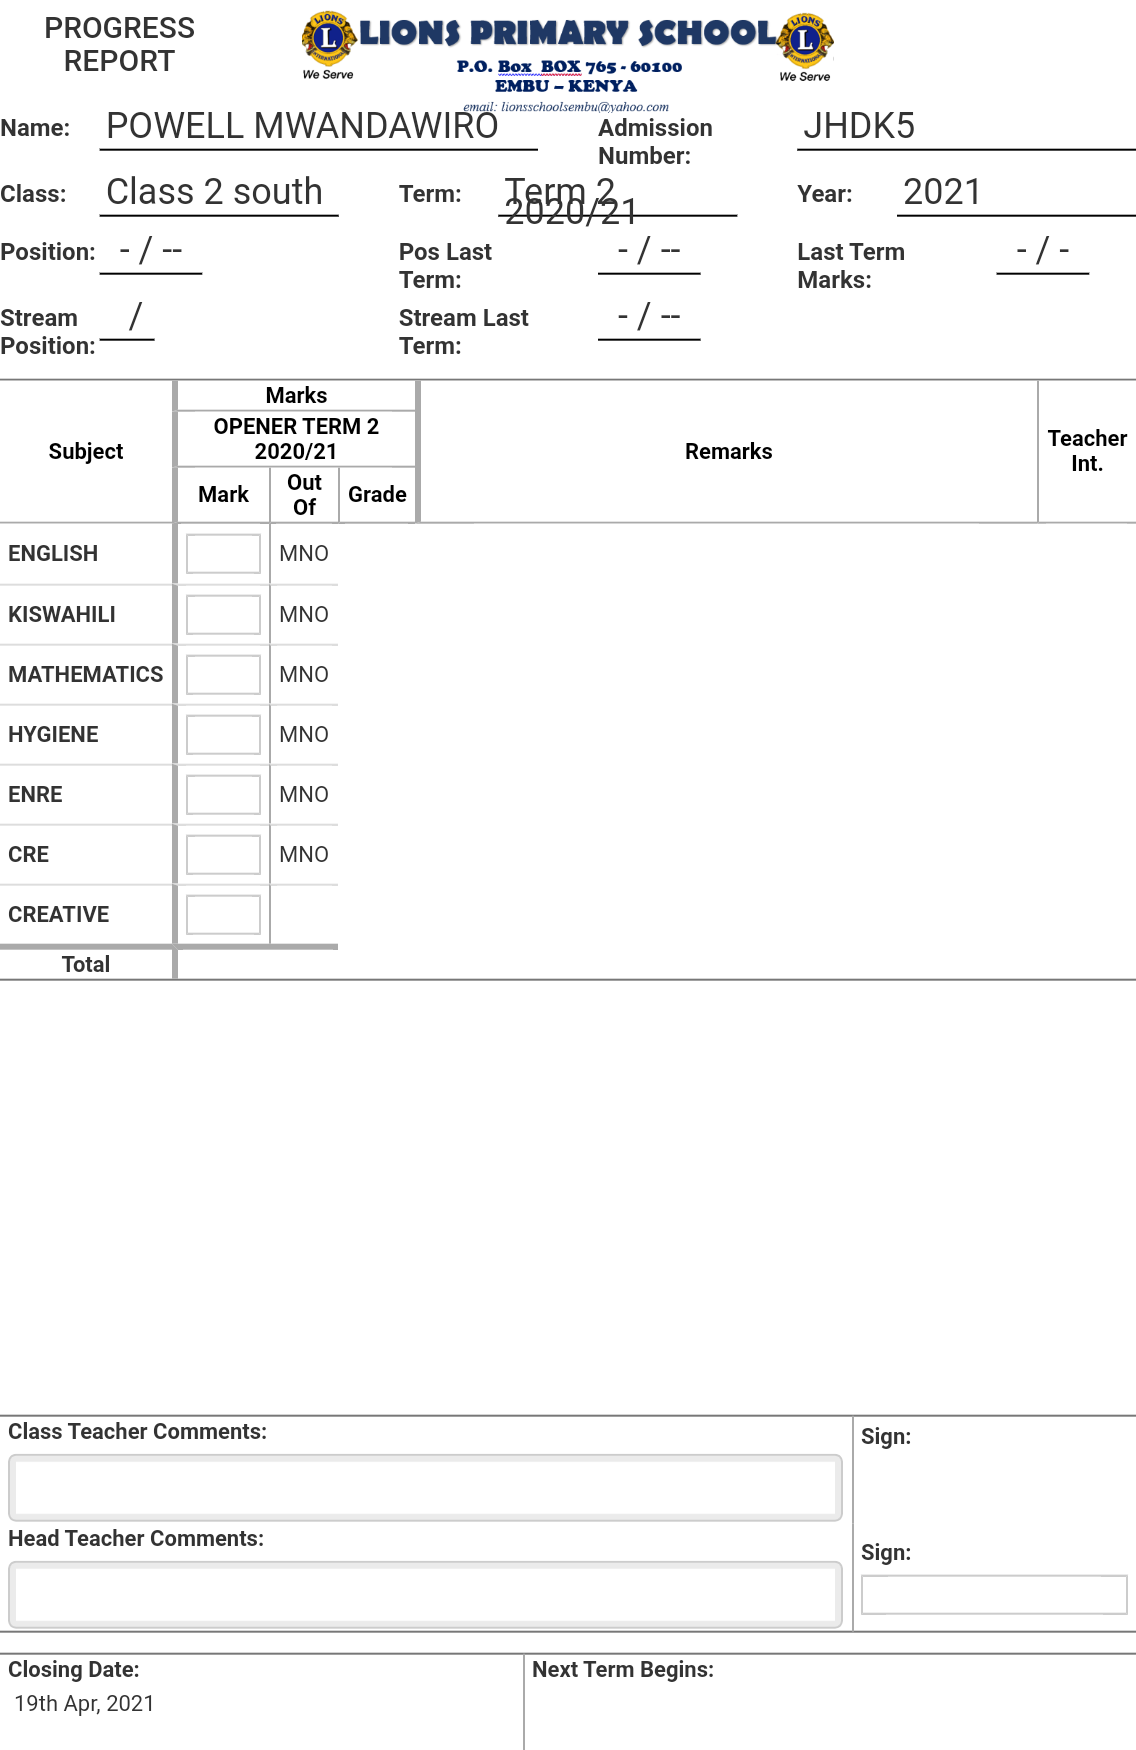 PROGRESS
REPORT
LIONS PRIMARY SCHOOL
We Serve
We Serve
P.O. Box BOX 765 - 60100
EMBU – KENYA
email: lionsschoolsembu@yahoo.com
Name: POWELL MWANDAWIRO Admission Number: JHDK5
Class: Class 2 south Term: Term 2 2020/21 Year: 2021
Position: - / -- Pos Last Term: - / -- Last Term Marks: - / -
Stream Position: / Stream Last Term: - / --
Subject Marks Remarks Teacher Int.
OPENER TERM 2 2020/21
Mark Out Of Grade
ENGLISH MNO
KISWAHILI MNO
MATHEMATICS MNO
HYGIENE MNO
ENRE MNO
CRE MNO
CREATIVE
Total
Class Teacher Comments: Sign:
Head Teacher Comments: Sign:
Closing Date: Next Term Begins:
19th Apr, 2021